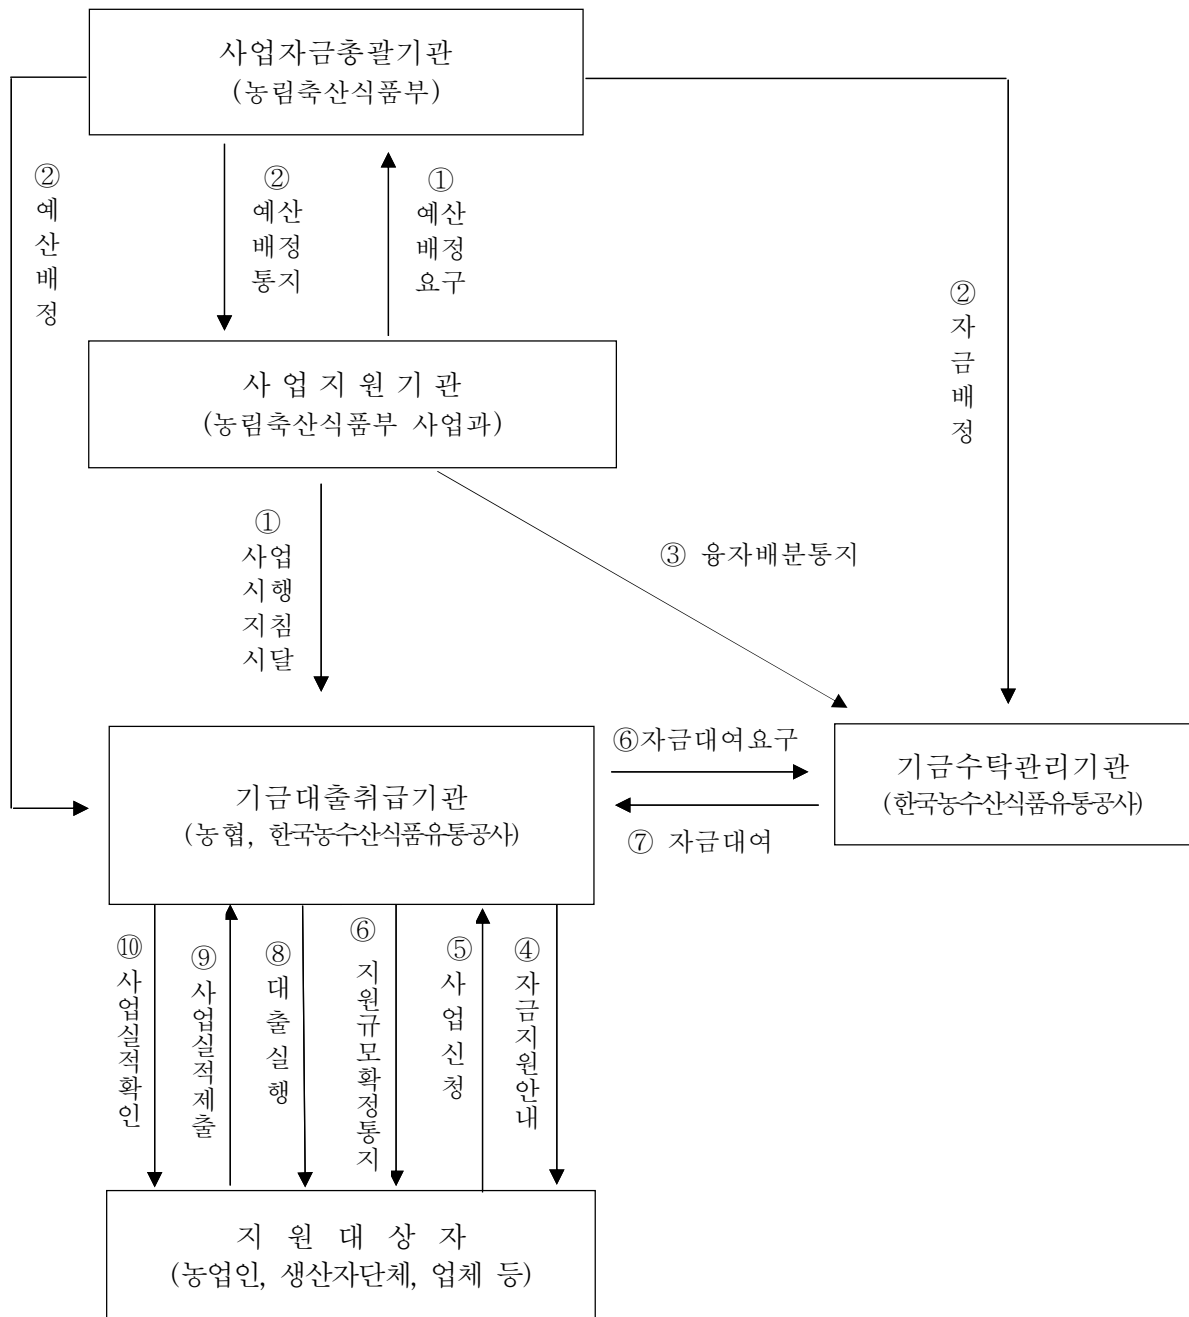 사업자금총괄기관
(농림축산식품부)
②
예
산
배
정
②
예산
배정
통지
①
예산
배정
요구
②
자
금
배
정
사 업 지 원 기 관
(농림축산식품부 사업과)
①
사업
시행
지침
시달
③ 융자배분통지
기금대출취급기관
(농협, 한국농수산식품유통공사)
⑥자금대여요구
⑦ 자금대여
기금수탁관리기관
(한국농수산식품유통공사)
⑩
사업실적확인
⑨
사업실적제출
⑧
대출실행
⑥
지원규모확정통지
⑤
사업신청
④
자금지원안내
지 원 대 상 자
(농업인, 생산자단체, 업체 등)